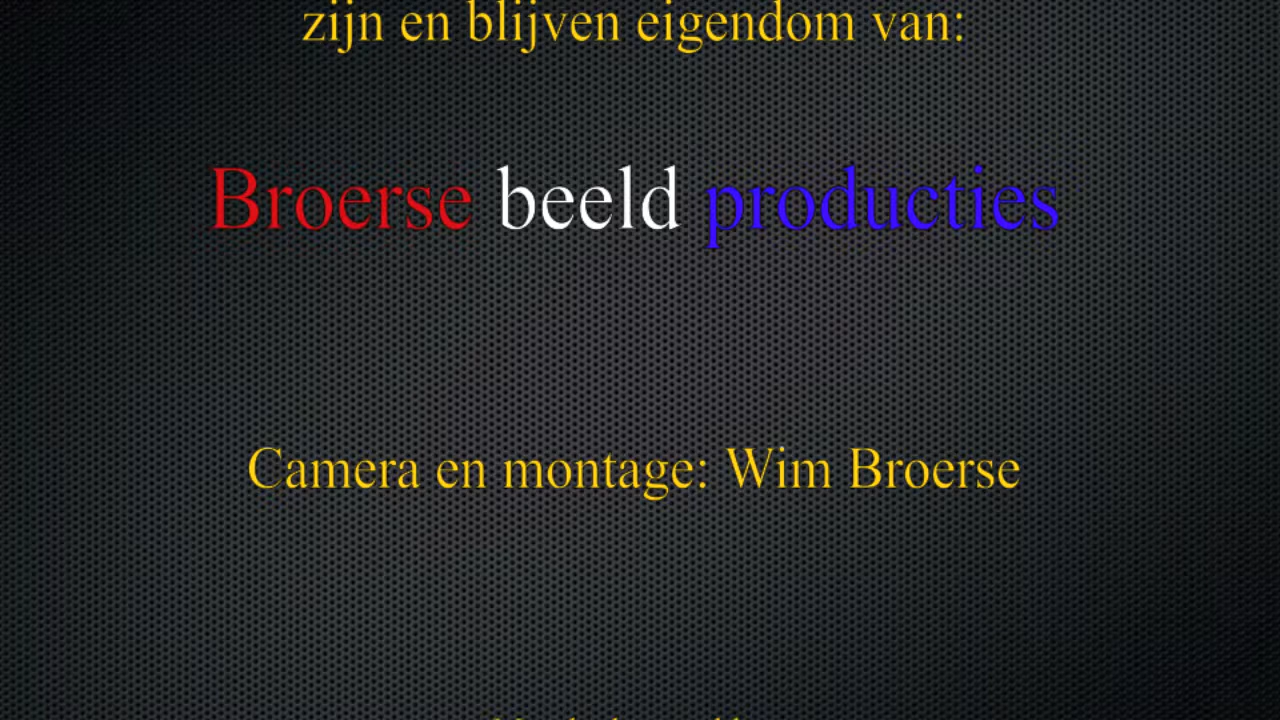 zijn en blijven eigendom van:
Broerse beeld producties
Camera en montage: Wim Broerse